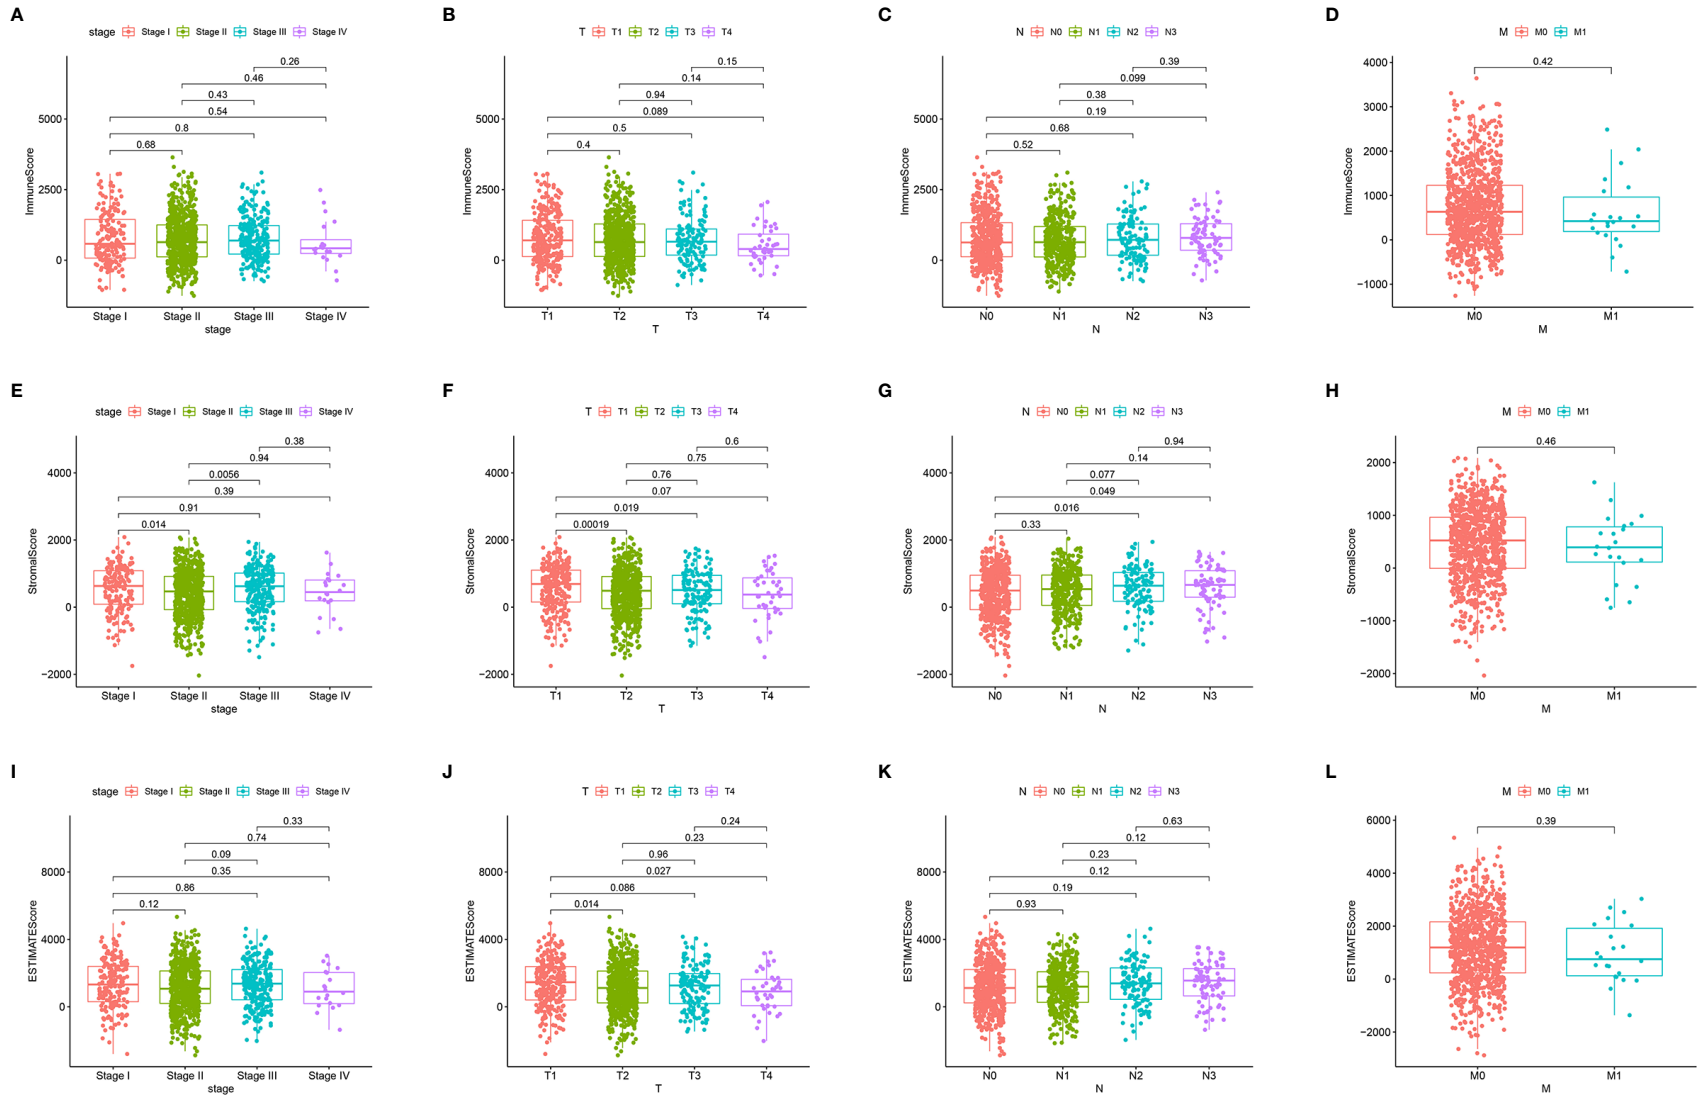 A
stage Stage I Stage II Stage III Stage IV
0.26
0.46
0.43
0.54
0.8
0.68
5000
2500
0
ImmuneScore
Stage I Stage II Stage III Stage IV
stage
B
T T1 T2 T3 T4
0.15
0.14
0.94
0.089
0.5
0.4
5000
2500
0
ImmuneScore
T1 T2 T3 T4
T
C
N N0 N1 N2 N3
0.39
0.099
0.38
0.19
0.68
0.52
5000
2500
0
ImmuneScore
N0 N1 N2 N3
N
D
M M0 M1
0.42
4000
3000
2000
1000
0
−1000
ImmuneScore
M0 M1
M
E
stage Stage I Stage II Stage III Stage IV
0.38
0.94
0.0056
0.39
0.91
0.014
4000
2000
0
−2000
StromalScore
Stage I Stage II Stage III Stage IV
stage
F
T T1 T2 T3 T4
0.6
0.75
0.76
0.07
0.019
0.00019
4000
2000
0
−2000
StromalScore
T1 T2 T3 T4
T
G
N N0 N1 N2 N3
0.94
0.14
0.077
0.049
0.016
0.33
4000
2000
0
−2000
StromalScore
N0 N1 N2 N3
N
H
M M0 M1
0.46
2000
1000
0
−1000
−2000
StromalScore
M0 M1
M
I
stage Stage I Stage II Stage III Stage IV
0.33
0.74
0.09
0.35
0.86
0.12
8000
4000
0
ESTIMATEScore
Stage I Stage II Stage III Stage IV
stage
J
T T1 T2 T3 T4
0.24
0.23
0.96
0.027
0.086
0.014
8000
4000
0
ESTIMATEScore
T1 T2 T3 T4
T
K
N N0 N1 N2 N3
0.63
0.12
0.23
0.12
0.19
0.93
8000
4000
0
ESTIMATEScore
N0 N1 N2 N3
N
L
M M0 M1
0.39
6000
4000
2000
0
−2000
ESTIMATEScore
M0 M1
M